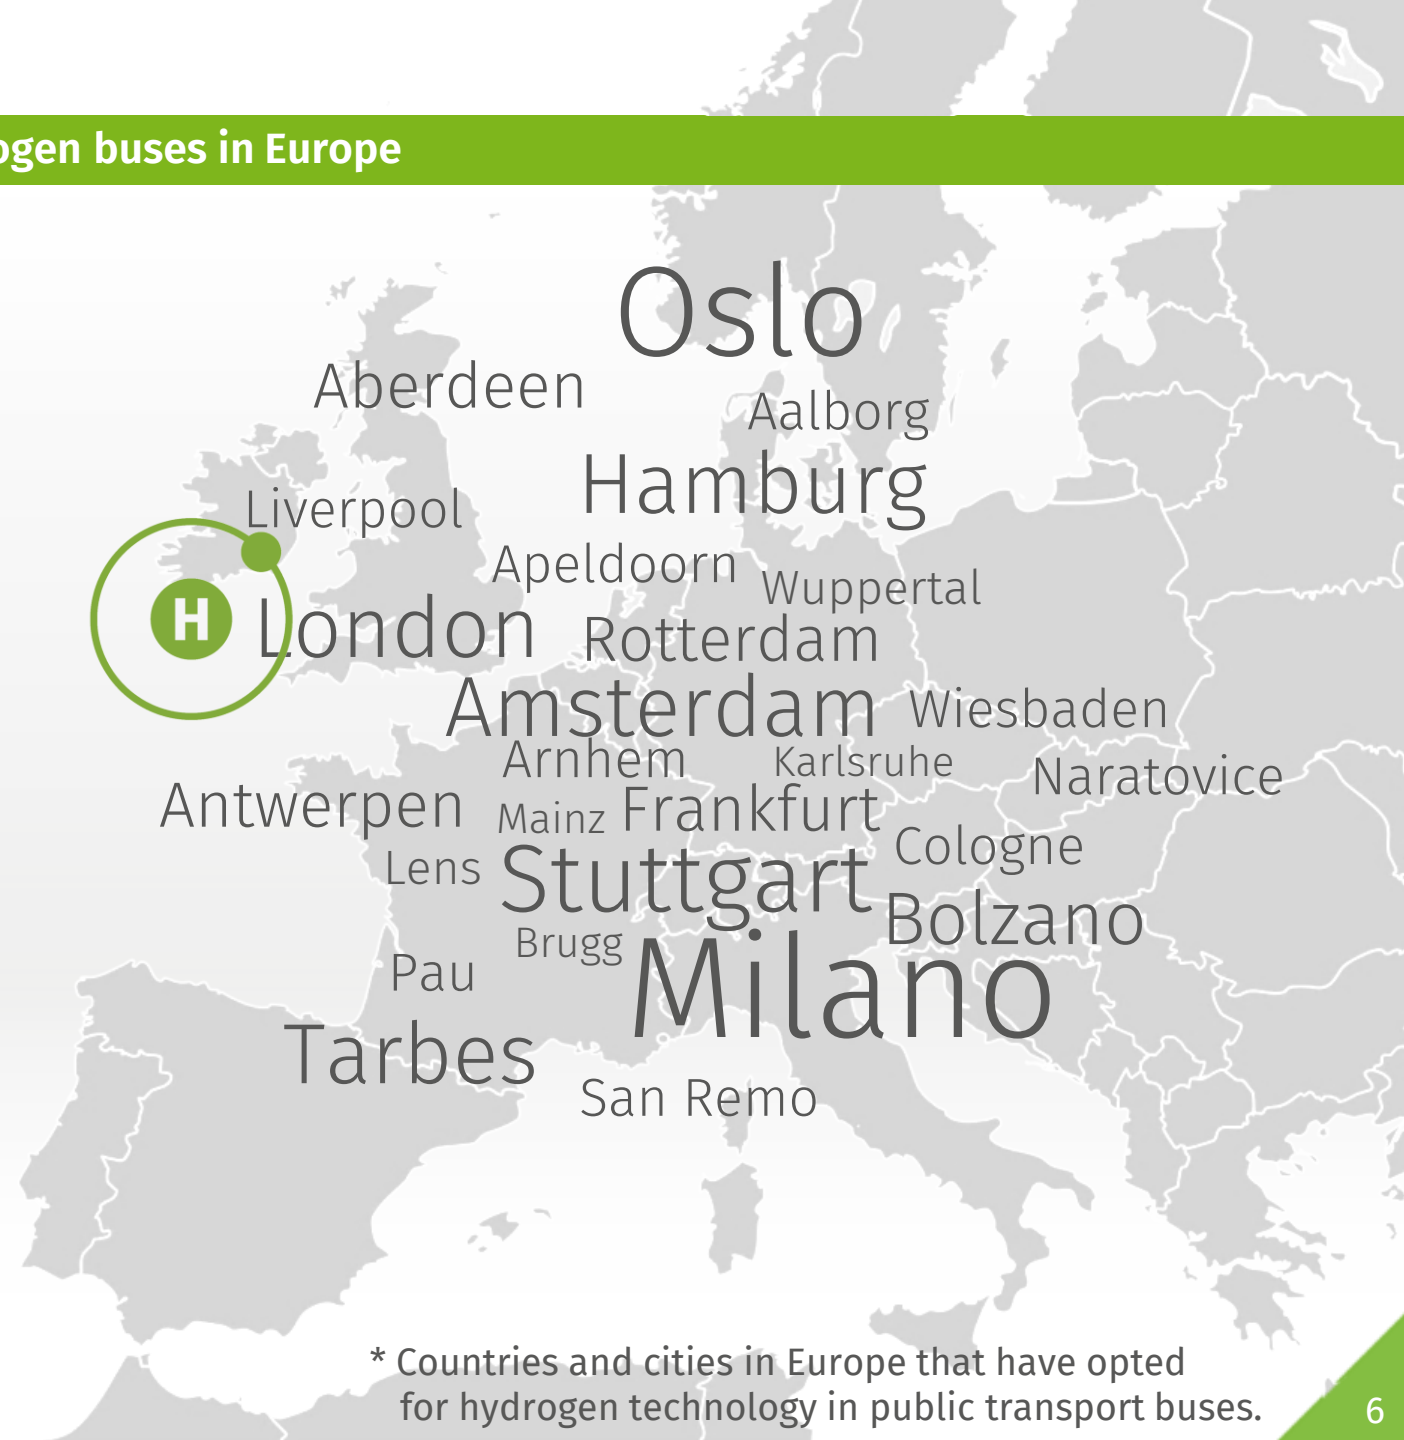 ogen buses in Europe
Oslo
Aberdeen
Aalborg
Hamburg
Liverpool
Apeldoorn
Wuppertal
H
London
Rotterdam
Amsterdam
Wiesbaden
Arnhem
Karlsruhe
Naratovice
Antwerpen
Mainz
Frankfurt
Cologne
Lens
Stuttgart
Bolzano
Brugg
Milano
Pau
Tarbes
San Remo
* Countries and cities in Europe that have opted
for hydrogen technology in public transport buses.
6